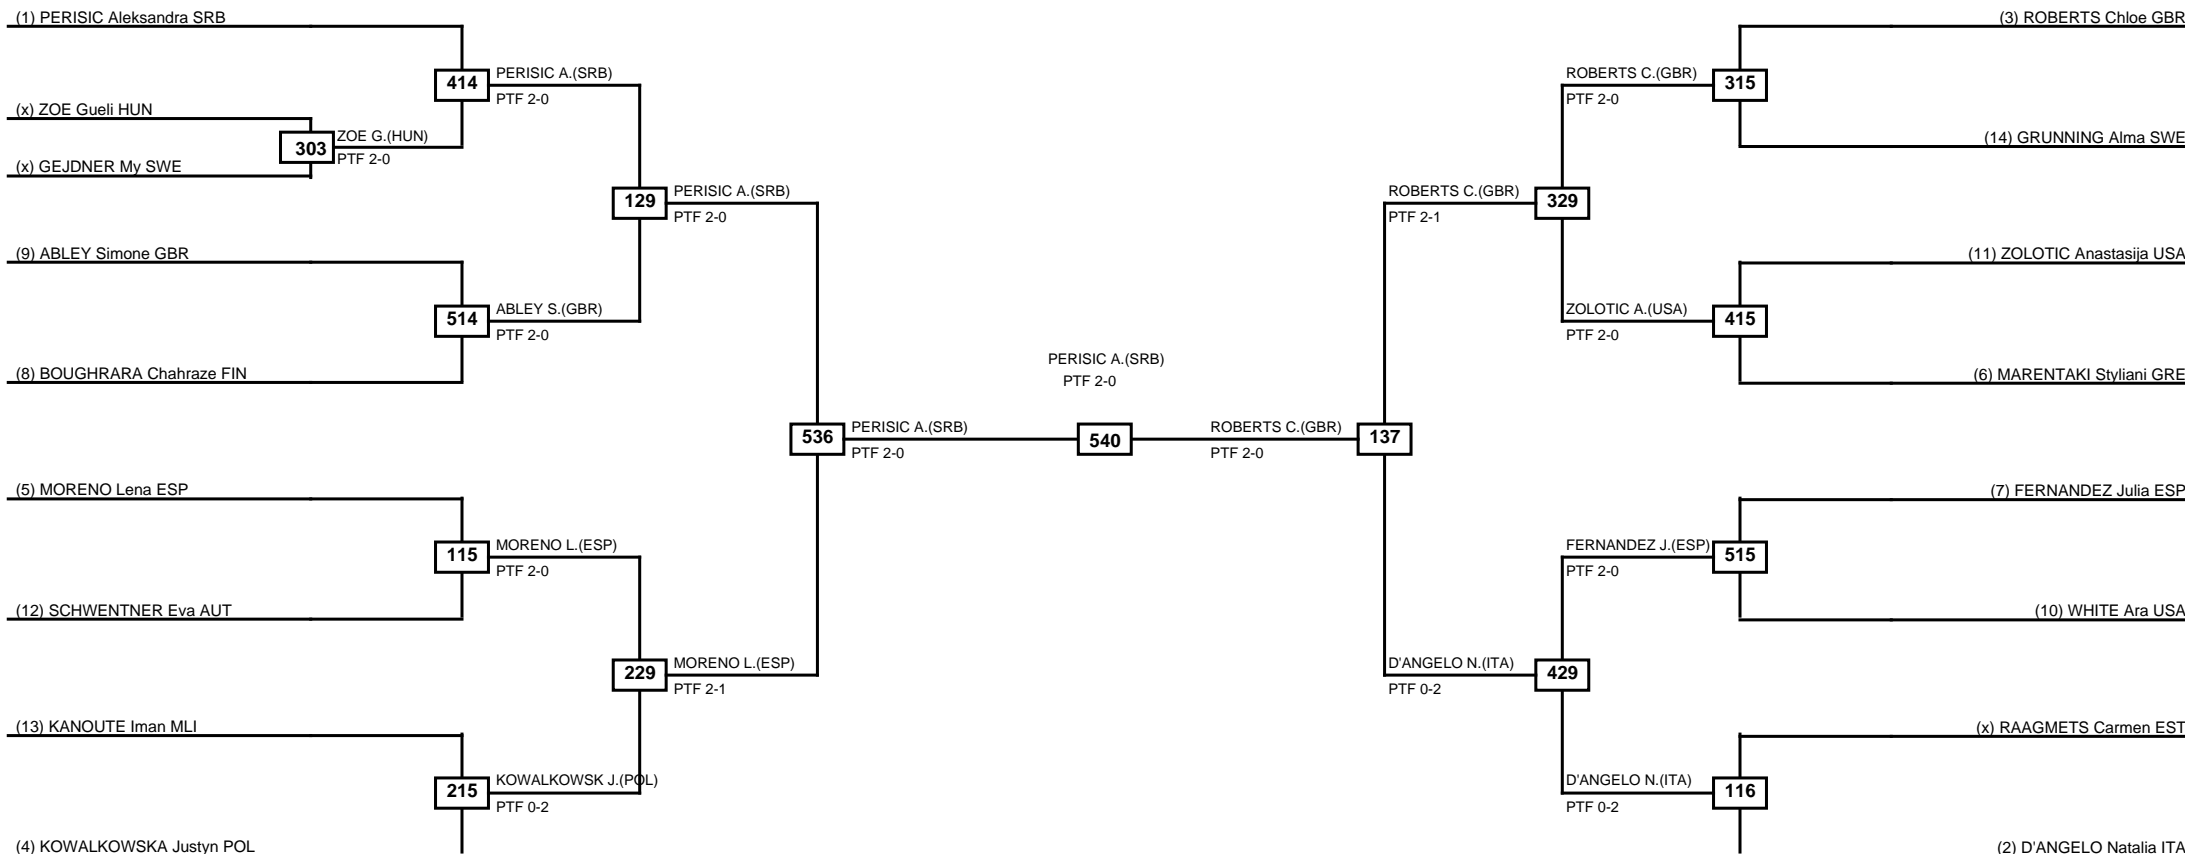 (1) PERISIC Aleksandra SRB
(x) ZOE Gueli HUN
(x) GEJDNER My SWE
(9) ABLEY Simone GBR
(8) BOUGHRARA Chahraze FIN
(5) MORENO Lena ESP
(12) SCHWENTNER Eva AUT
(13) KANOUTE Iman MLI
(4) KOWALKOWSKA Justyn POL
303
ZOE G.(HUN)
PTF 2-0
414
PERISIC A.(SRB)
PTF 2-0
514
ABLEY S.(GBR)
PTF 2-0
115
MORENO L.(ESP)
PTF 2-0
215
KOWALKOWSK J.(POL)
PTF 0-2
129
PERISIC A.(SRB)
PTF 2-0
229
MORENO L.(ESP)
PTF 2-1
536
PERISIC A.(SRB)
PTF 2-0
PERISIC A.(SRB)
PTF 2-0
540
ROBERTS C.(GBR)
PTF 2-0
137
ROBERTS C.(GBR)
PTF 2-1
329
D'ANGELO N.(ITA)
PTF 0-2
429
ROBERTS C.(GBR)
PTF 2-0
315
ZOLOTIC A.(USA)
PTF 2-0
415
FERNANDEZ J.(ESP)
PTF 2-0
515
D'ANGELO N.(ITA)
PTF 0-2
116
(3) ROBERTS Chloe GBR
(14) GRUNNING Alma SWE
(11) ZOLOTIC Anastasija USA
(6) MARENTAKI Styliani GRE
(7) FERNANDEZ Julia ESP
(10) WHITE Ara USA
(x) RAAGMETS Carmen EST
(2) D'ANGELO Natalia ITA